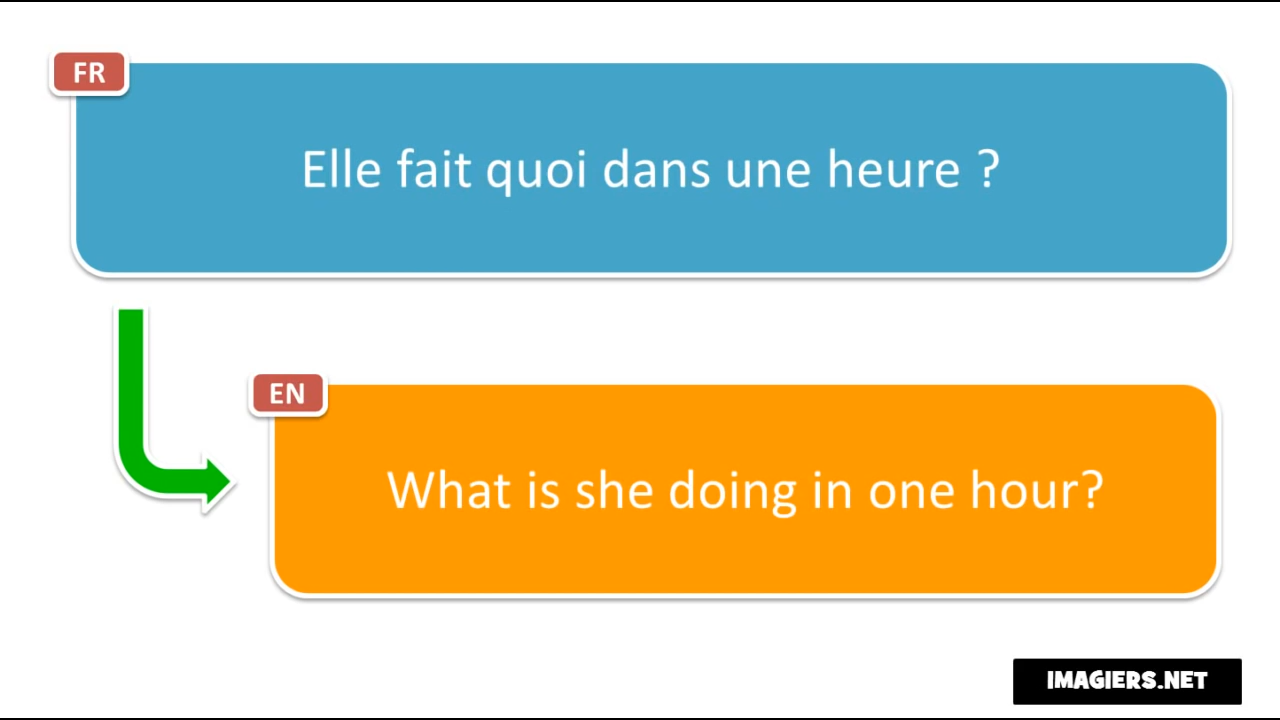 FR
Elle fait quoi dans une heure ?
EN
What is she doing in one hour?
IMAGIERS.NET